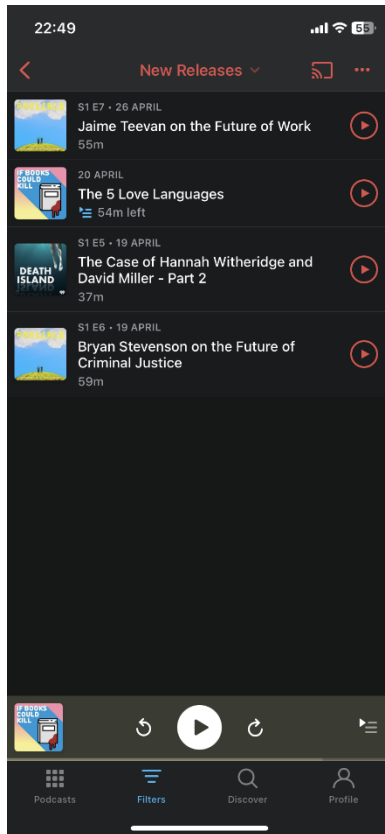 22:49
55
New Releases
S1 E7 • 26 APRIL
Jaime Teevan on the Future of Work
55m
IF BOOKS
COULD
KILL
20 APRIL
The 5 Love Languages
54m left
DEATH
ISLAND
S1 E5 • 19 APRIL
The Case of Hannah Witheridge and
David Miller - Part 2
37m
S1 E6 • 19 APRIL
Bryan Stevenson on the Future of
Criminal Justice
59m
IF BOOKS
COULD
KILL
Podcasts
Filters
Discover
Profile